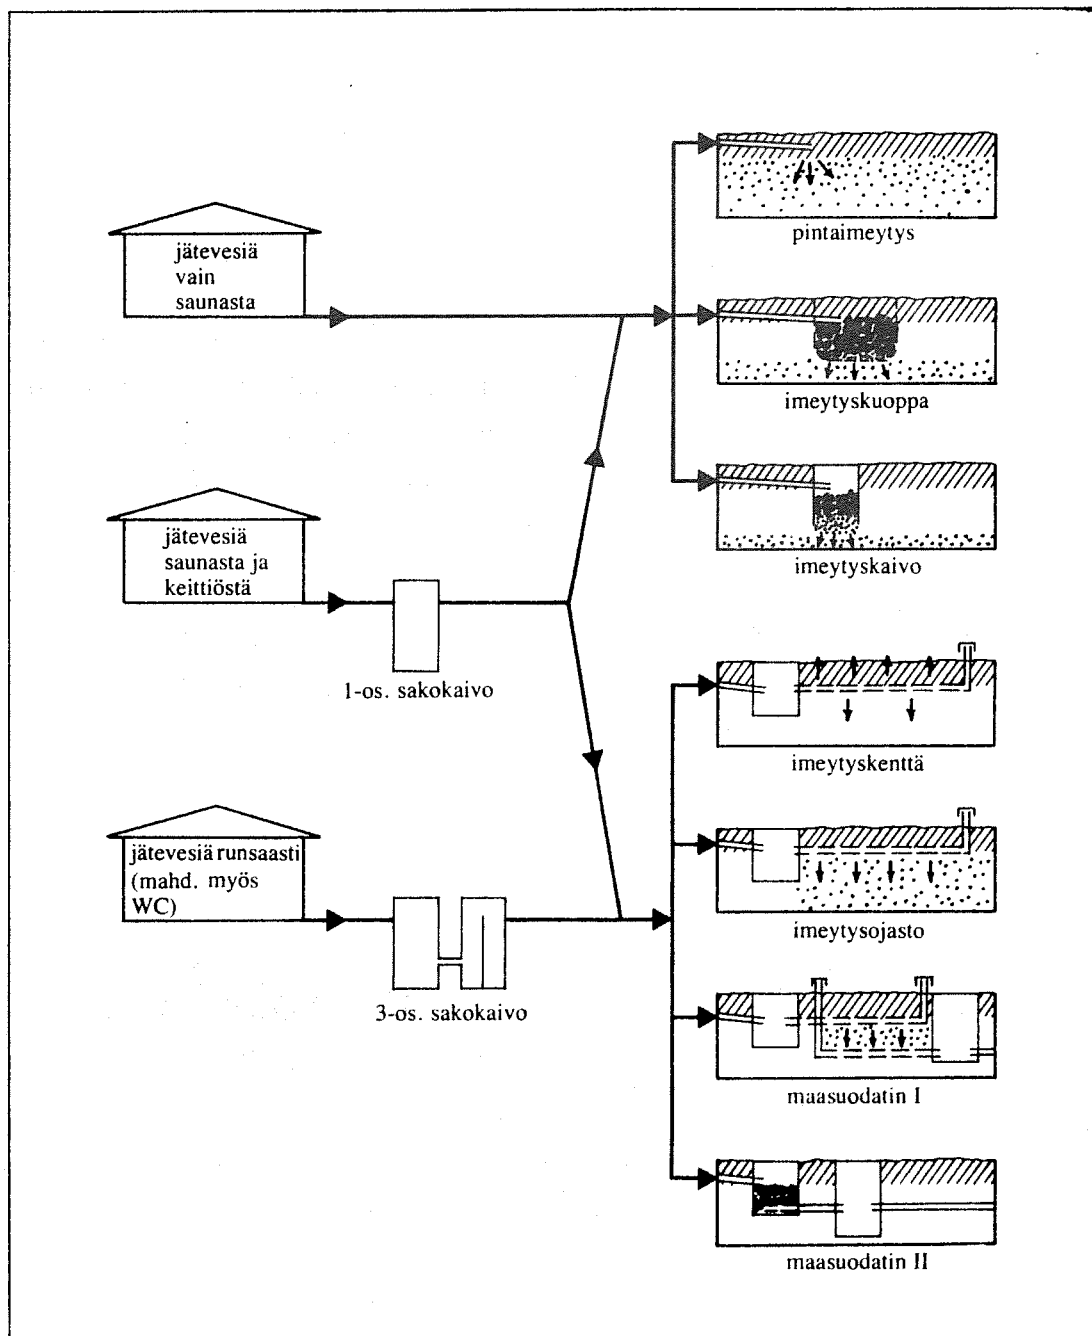 jätevesiä
vain
saunasta
pintaimeytys
imeytyskuoppa
imeytyskaivo
jätevesiä
saunasta ja
keittiöstä
1-os. sakokaivo
imeytyskenttä
jätevesiä runsaasti
(mahd. myös
WC)
3-os. sakokaivo
imeytysojasto
maasuodatin I
maasuodatin II